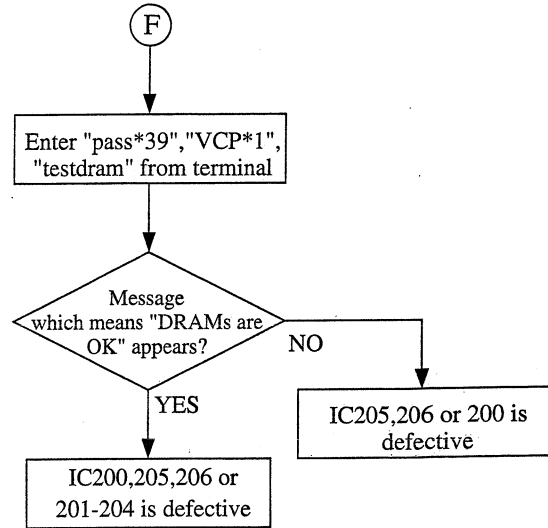 F
Enter "pass*39","VCP*1",
"testdram" from terminal
Message
which means "DRAMs are
OK" appears?
NO
YES
IC205,206 or 200 is
defective
IC200,205,206 or
201-204 is defective